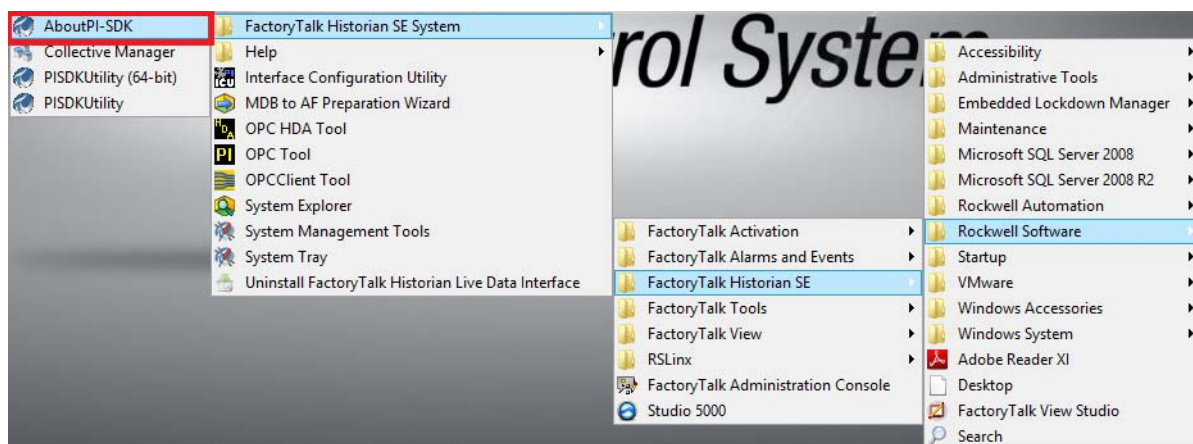 AboutPI-SDK
Collective Manager
PISDKUtility (64-bit)
PISDKUtility
FactoryTalk Historian SE System
Help
Interface Configuration Utility
MDB to AF Preparation Wizard
OPC HDA Tool
OPC Tool
OPCClient Tool
System Explorer
System Management Tools
System Tray
Uninstall FactoryTalk Historian Live Data Interface
rol System
FactoryTalk Activation
FactoryTalk Alarms and Events
FactoryTalk Historian SE
FactoryTalk Tools
FactoryTalk View
RSLinx
FactoryTalk Administration Console
Studio 5000
Accessibility
Administrative Tools
Embedded Lockdown Manager
Maintenance
Microsoft SQL Server 2008
Microsoft SQL Server 2008 R2
Rockwell Automation
Rockwell Software
Startup
VMware
Windows Accessories
Windows System
Adobe Reader XI
Desktop
FactoryTalk View Studio
Search